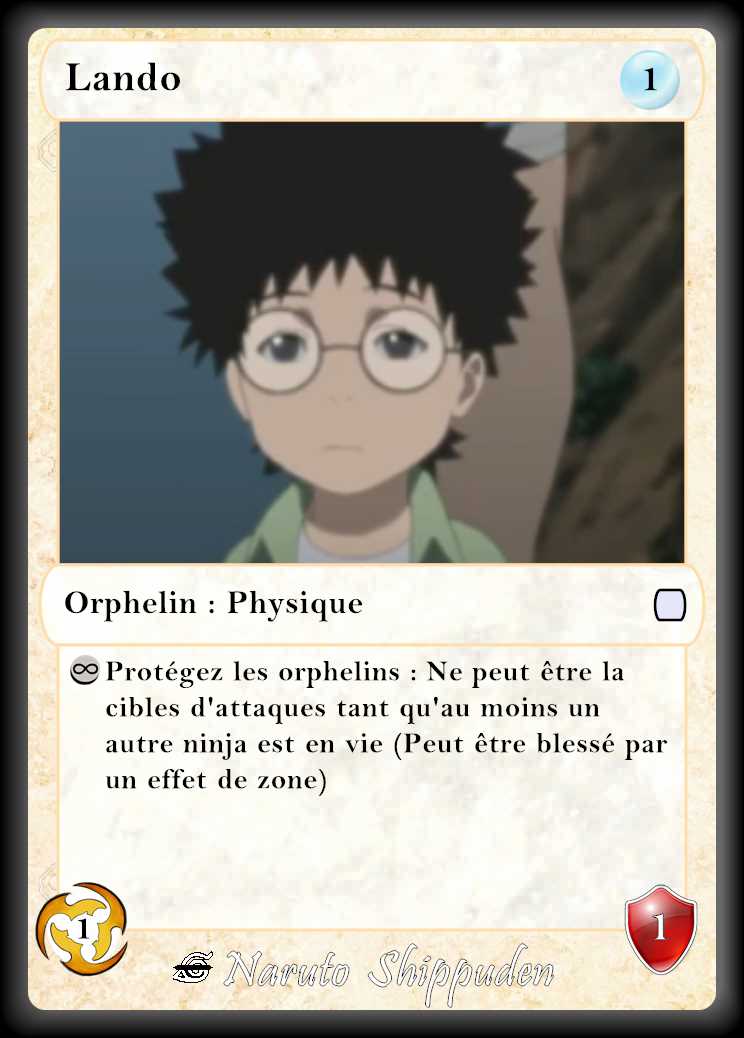 Lando
1
Orphelin : Physique
Protégez les orphelins : Ne peut être la
cibles d'attaques tant qu'au moins un
autre ninja est en vie (Peut être blessé par
un effet de zone)
1
1
Naruto Shippuden